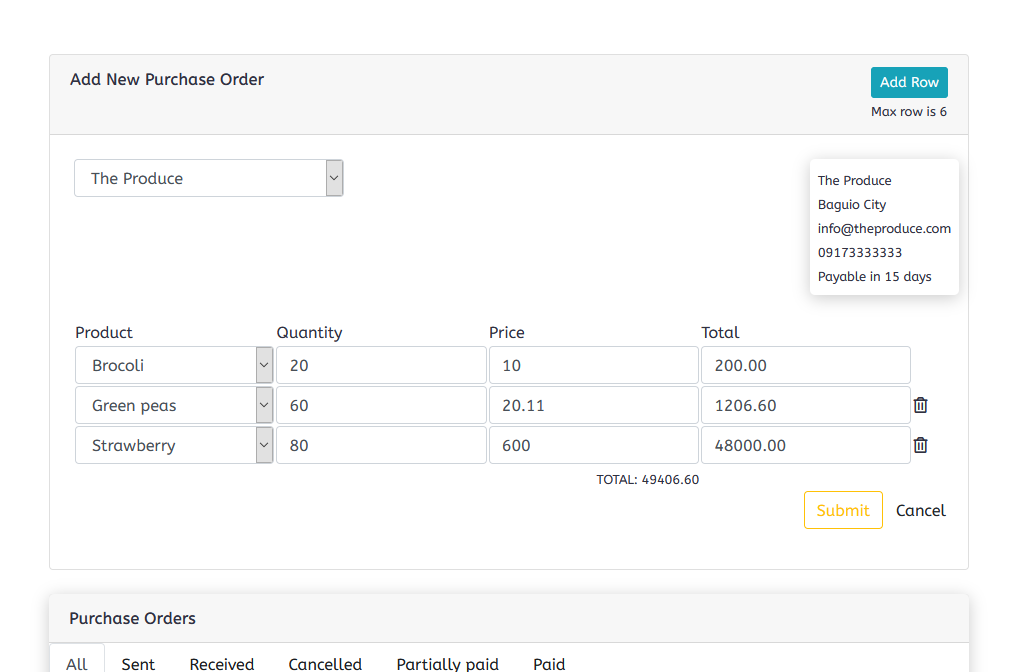 Add New Purchase Order
Add Row
Max row is 6
The Produce
The Produce
Baguio City
info@theproduce.com
09173333333
Payable in 15 days
Product Quantity Price Total
Brocoli 20 10 200.00
Green peas 60 20.11 1206.60
Strawberry 80 600 48000.00
TOTAL: 49406.60
Submit Cancel
Purchase Orders
All Sent Received Cancelled Partially paid Paid